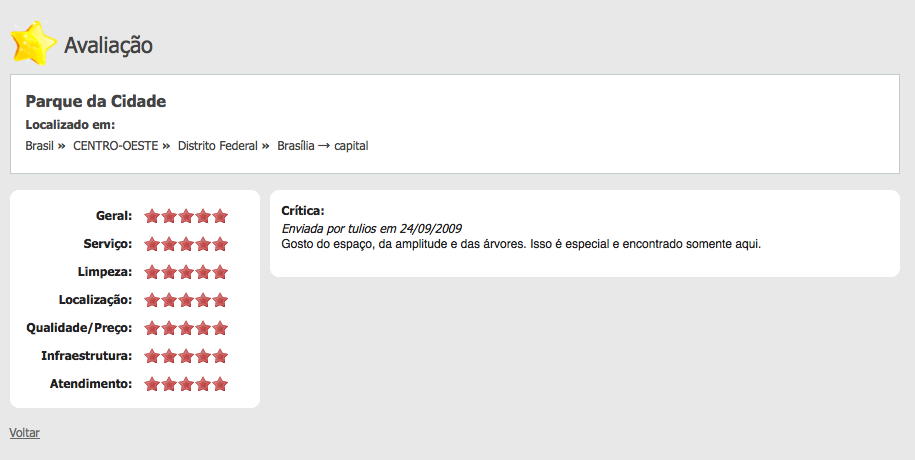 Avaliação
Parque da Cidade
Localizado em:
Brasil » CENTRO-OESTE » Distrito Federal » Brasília → capital
Geral:
Serviço:
Limpeza:
Localização:
Qualidade/Preço:
Infraestrutura:
Atendimento:
Crítica:
Enviada por tulios em 24/09/2009
Gosto do espaço, da amplitude e das árvores. Isso é especial e encontrado somente aqui.
Voltar